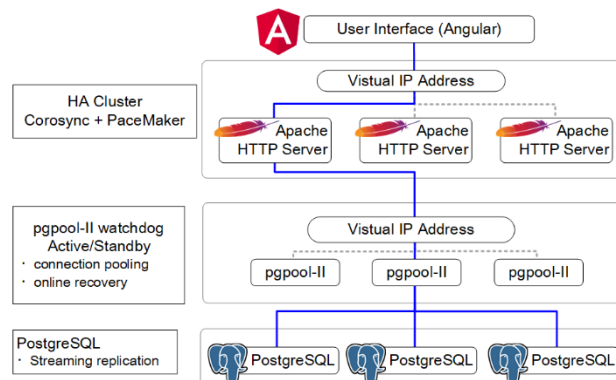 User Interface (Angular)
HA Cluster
Corosync + PaceMaker
Vistual IP Address
Apache
HTTP Server
Apache
HTTP Server
Apache
HTTP Server
pgpool-II watchdog
Active/Standby
・ connection pooling
・ online recovery
Vistual IP Address
pgpool-II
pgpool-II
pgpool-II
PostgreSQL
・ Streaming replication
PostgreSQL
PostgreSQL
PostgreSQL